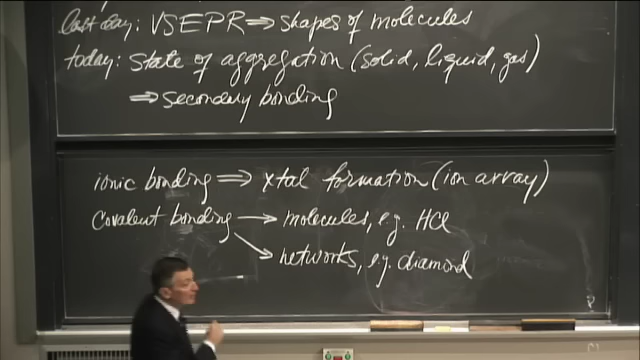 last day: VSEPR ⇒ shapes of molecules
today: state of aggregation (solid, liquid, gas)
⇒ secondary bonding
ionic bonding ⇒ xtal formation (ion array)
covalent bonding → molecules, e.g. HCl
↘ networks, e.g. diamond